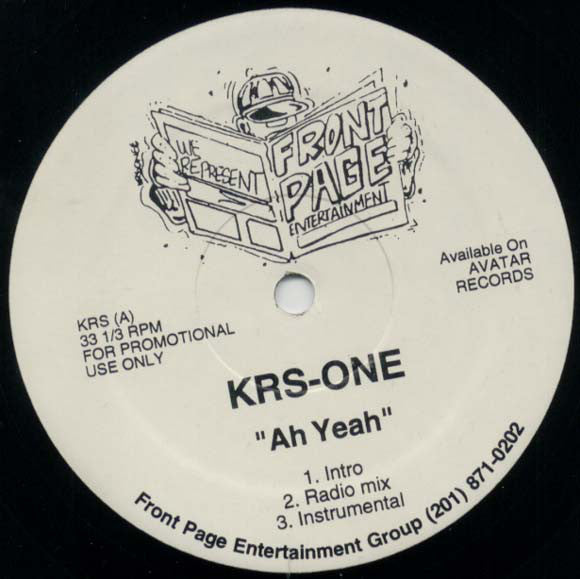 WE
REPRESENT
FRONT
PAGE
ENTERTAINMENT
Available On
AVATAR
RECORDS
KRS (A)
33 1/3 RPM
FOR PROMOTIONAL
USE ONLY
KRS-ONE
"Ah Yeah"
1. Intro
2. Radio mix
3. Instrumental
Front Page Entertainment Group (201) 871-0202